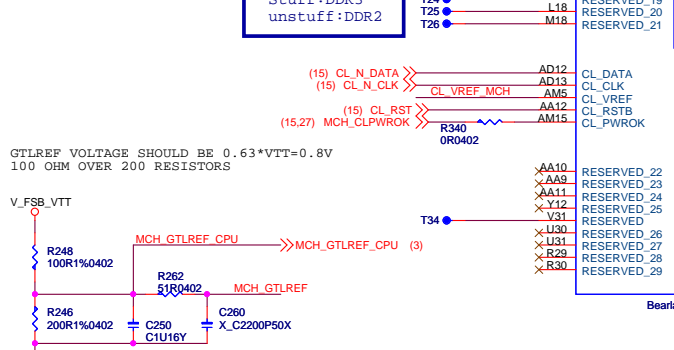 Stuff:DDR3
unstuff:DDR2
T24
T25
T26
L18
M18
RESERVED_19
RESERVED_20
RESERVED_21
(15) CL_N_DATA
(15) CL_N_CLK
CL_VREF_MCH
(15) CL_RST
(15,27) MCH_CLPWROK
R340
0R0402
AD12
AD13
AM5
AA12
AM15
CL_DATA
CL_CLK
CL_VREF
CL_RSTB
CL_PWROK
GTLREF VOLTAGE SHOULD BE 0.63*VTT=0.8V
100 OHM OVER 200 RESISTORS
AA10 RESERVED_22
AA9 RESERVED_23
AA11 RESERVED_24
Y12 RESERVED_25
T34 V31 RESERVED
U30 RESERVED_26
U31 RESERVED_27
R29 RESERVED_28
R30 RESERVED_29
V_FSB_VTT
R248
100R1%0402
MCH_GTLREF_CPU
MCH_GTLREF_CPU (3)
R262
51R0402
MCH_GTLREF
R246
200R1%0402
C250
C1U16Y
C260
X_C2200P50X